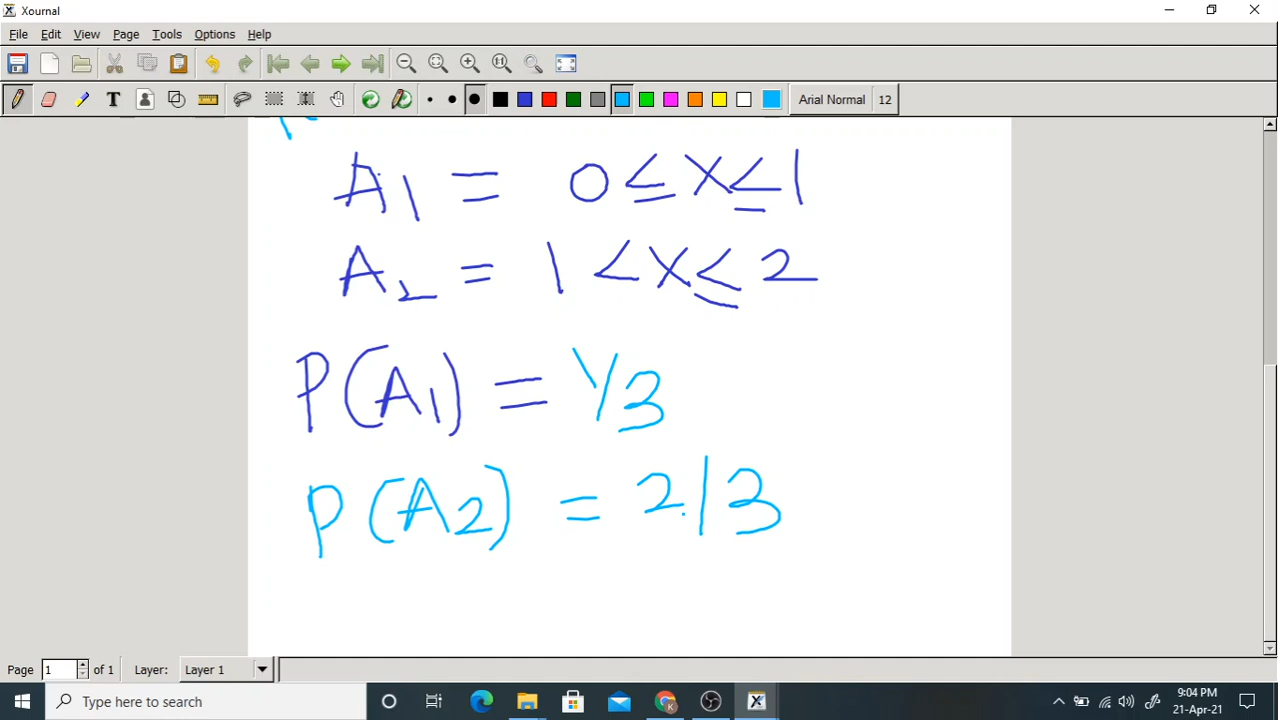 Xournal
File Edit View Page Tools Options Help
T Arial Normal 12
A1 = 0 ≤ x ≤ 1
A2 = 1 < x ≤ 2
P(A1) = 1/3
P(A2) = 2/3
Page 1 of 1 Layer: Layer 1
Type here to search
9:04 PM
21-Apr-21